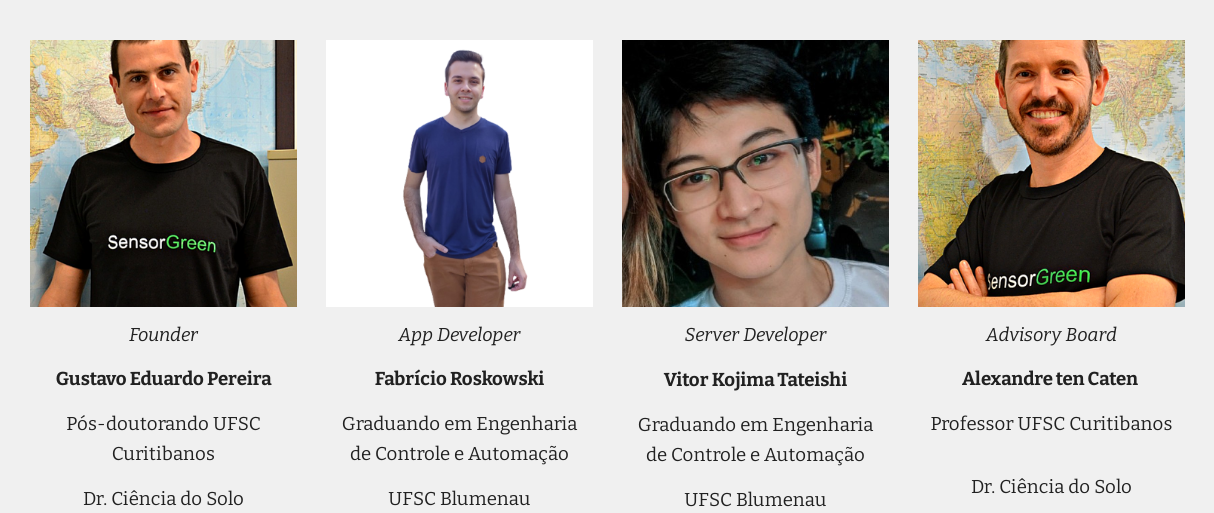 SensorGreen
SensorGreen
Founder
Gustavo Eduardo Pereira
Pós-doutorando UFSC
Curitibanos
Dr. Ciência do Solo
App Developer
Fabrício Roskowski
Graduando em Engenharia
de Controle e Automação
UFSC Blumenau
Server Developer
Vitor Kojima Tateishi
Graduando em Engenharia
de Controle e Automação
UFSC Blumenau
Advisory Board
Alexandre ten Caten
Professor UFSC Curitibanos
Dr. Ciência do Solo